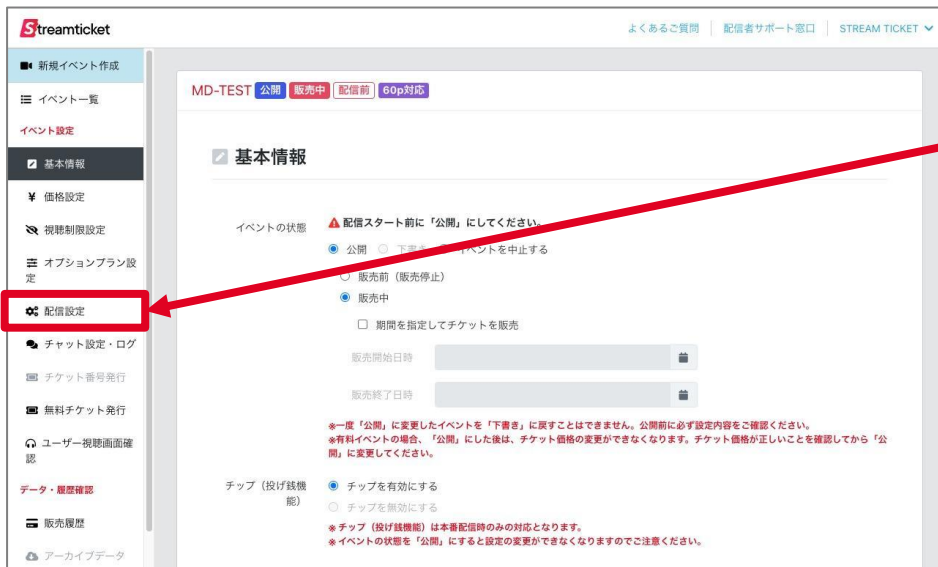 Streamticket
よくあるご質問 配信者サポート窓口 STREAM TICKET
新規イベント作成
イベント一覧
イベント設定
基本情報
価格設定
視聴制限設定
オプションプラン設
定
配信設定
チャット設定・ログ
チケット番号発行
無料チケット発行
ユーザー視聴画面確
認
データ・履歴確認
販売履歴
アーカイブデータ
MD-TEST 公開 販売中 配信前 60p対応
基本情報
イベントの状態
配信スタート前に「公開」にしてください。
公開 下書き イベントを中止する
販売前（販売停止）
販売中
期間を指定してチケットを販売
販売開始日時
販売終了日時
※一度「公開」に変更したイベントを「下書き」に戻すことはできません。公開前に必ず設定内容をご確認ください。
※有料イベントの場合、「公開」にした後は、チケット価格の変更ができなくなります。チケット価格が正しいことを確認してから「公
開」に変更してください。
チップ（投げ銭機
能）
チップを有効にする
チップを無効にする
※チップ（投げ銭機能）は本番配信時のみの対応となります。
※イベントの状態を「公開」にすると設定の変更ができなくなりますのでご注意ください。